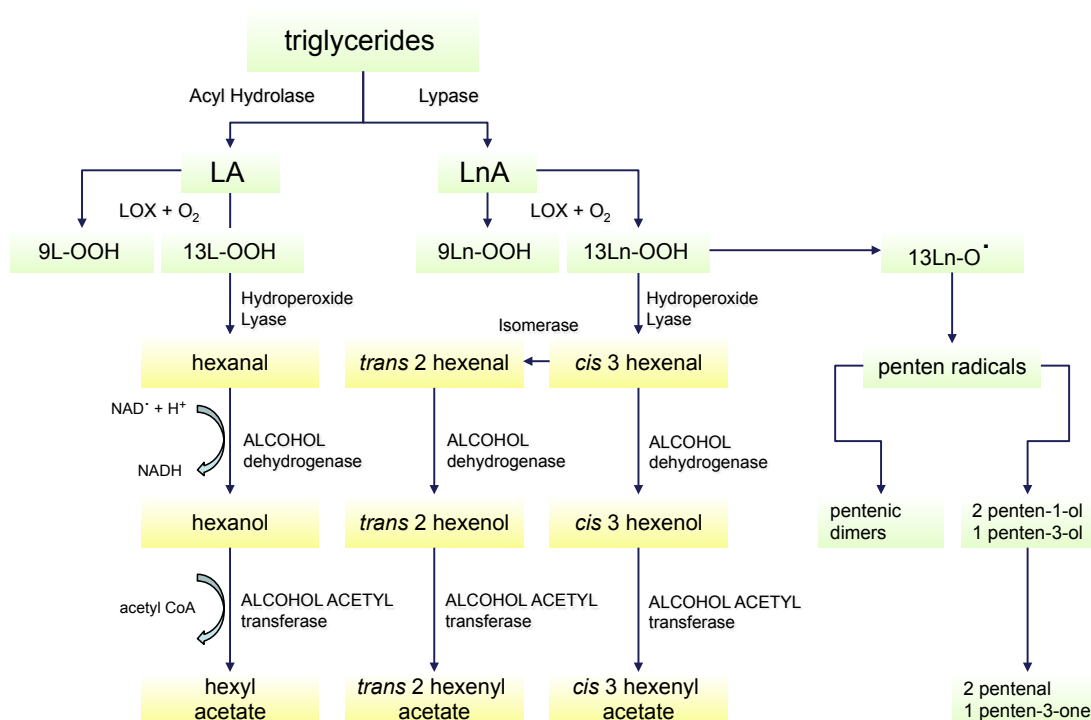 triglycerides
Acyl Hydrolase
Lypase
LA
LnA
LOX + O₂
LOX + O₂
9L-OOH
13L-OOH
9Ln-OOH
13Ln-OOH
13Ln-O˙
Hydroperoxide
Lyase
Hydroperoxide
Lyase
Isomerase
hexanal
trans 2 hexenal
cis 3 hexenal
penten radicals
NAD˙ + H⁺
NADH
ALCOHOL
dehydrogenase
ALCOHOL
dehydrogenase
ALCOHOL
dehydrogenase
hexanol
trans 2 hexenol
cis 3 hexenol
pentenic
dimers
2 penten-1-ol
1 penten-3-ol
acetyl CoA
ALCOHOL ACETYL
transferase
ALCOHOL ACETYL
transferase
ALCOHOL ACETYL
transferase
hexyl
acetate
trans 2 hexenyl
acetate
cis 3 hexenyl
acetate
2 pentenal
1 penten-3-one